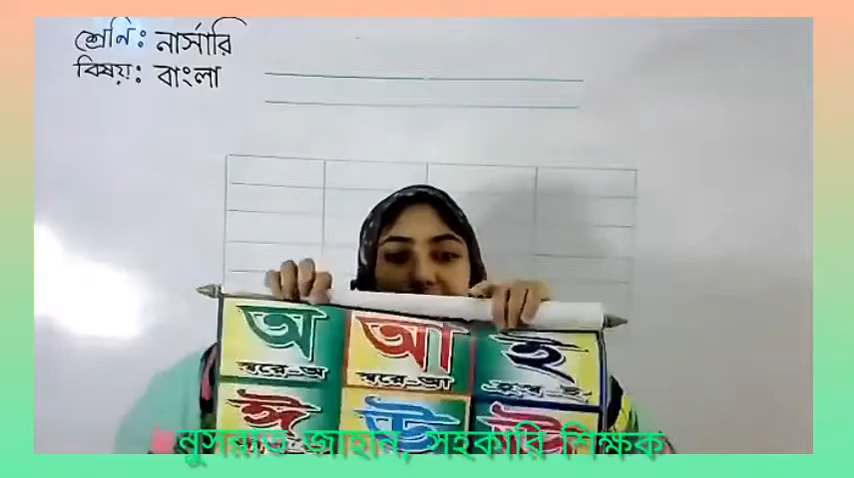 শ্রেণি: নার্সারি
বিষয়: বাংলা
অ আ ই
স্বরে-অ স্বরে-আ হ্রস্ব-ই
ঈ উ ঊ
নুসরাত জাহান, সহকারি শিক্ষক